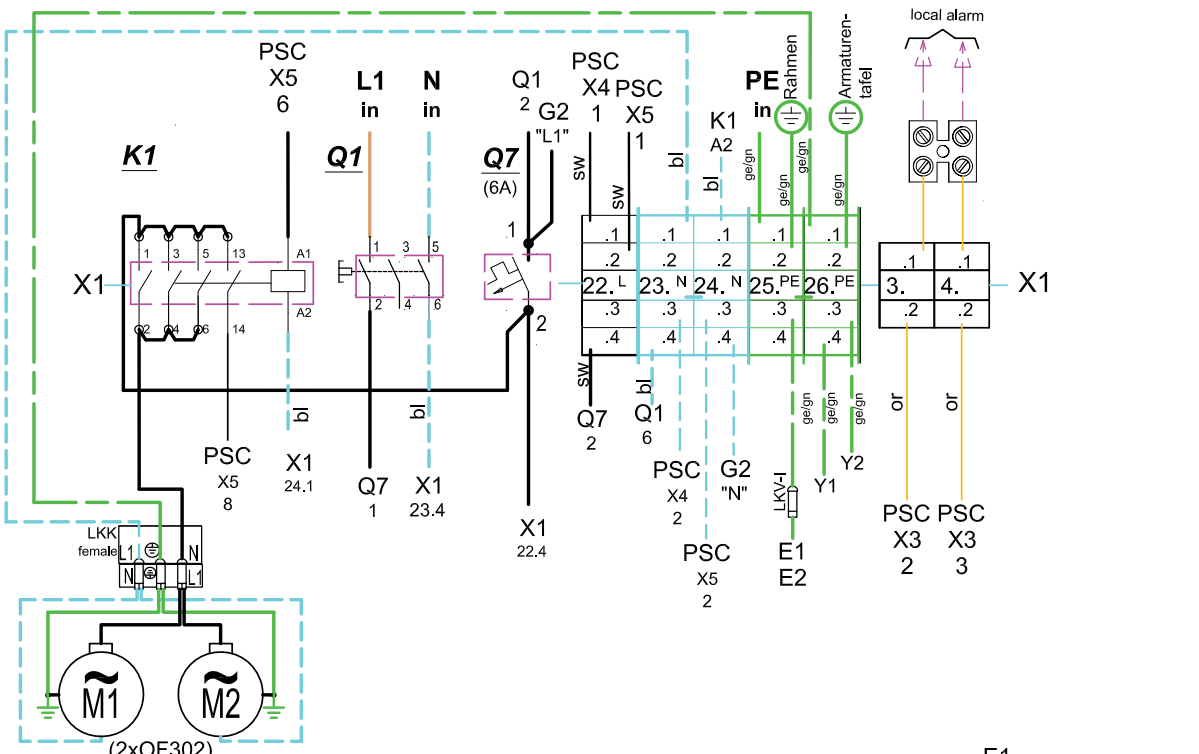 local alarm
Armaturen-
tafel
Rahmen
PSC
X5
6
L1
in
N
in
Q1
2
G2
"L1"
PSC
X4
1
PSC
X5
1
PE
in
K1
A2
K1
Q1
Q7
(6A)
sw
sw
bl
bl
ge/gn
ge/gn
ge/gn
ge/gn
1
3
5
13
A1
1
3
5
1
.1 .1 .1 .1 .1
.2 .2 .2 .2 .2
.1 .1
.2
X1
22. L
23. N
24. N
25. PE
26. PE
3.
4.
X1
.3 .3 .3 .3 .3
.4 .4 .4 .4 .4
.2 .2
2
4
6
14
A2
2
4
6
2
sw
bl
bl
bl
ge/gn
ge/gn
ge/gn
or
or
PSC
X5
8
X1
24.1
Q7
1
X1
23.4
X1
22.4
Q7
2
Q1
6
PSC
X4
2
G2
"N"
PSC
X5
2
LKV-I
E1
E2
Y1
Y2
PSC
X3
2
PSC
X3
3
LKK
female
L1
N
N
L1
M1
M2
(2xQE302)
E1